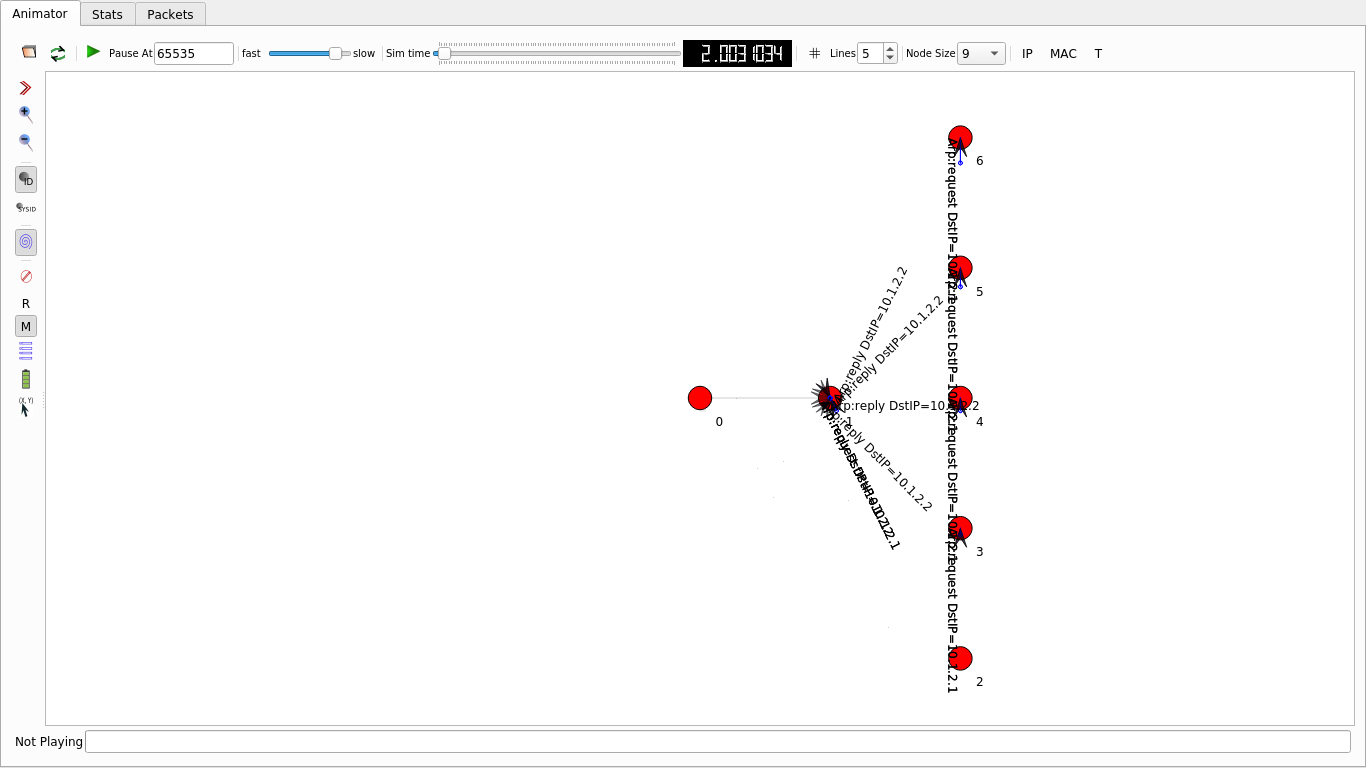 Animator Stats Packets
Pause At 65535 fast slow Sim time 2.0031034 Lines 5 Node Size 9 IP MAC T
ID
SYSID
R
M
(X, Y)
6
5
4
3
2
0
1
Arp:request DstIP=10.1.2.1
Arp:request DstIP=10.1.2.1
Arp:request DstIP=10.1.2.1
Arp:request DstIP=10.1.2.1
Arp:reply DstIP=10.1.2.2
Arp:reply DstIP=10.1.2.2
Arp:reply DstIP=10.1.2.2
Arp:reply DstIP=10.1.2.2
Not Playing